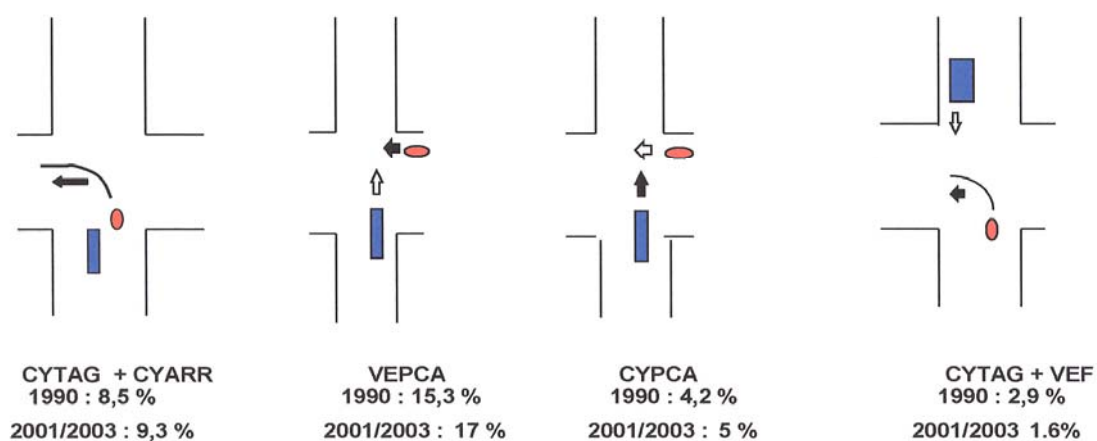 CYTAG + CYARR
1990 : 8,5 %
2001/2003 : 9,3 %
VEPCA
1990 : 15,3 %
2001/2003 : 17 %
CYPCA
1990 : 4,2 %
2001/2003 : 5 %
CYTAG + VEF
1990 : 2,9 %
2001/2003 1.6%